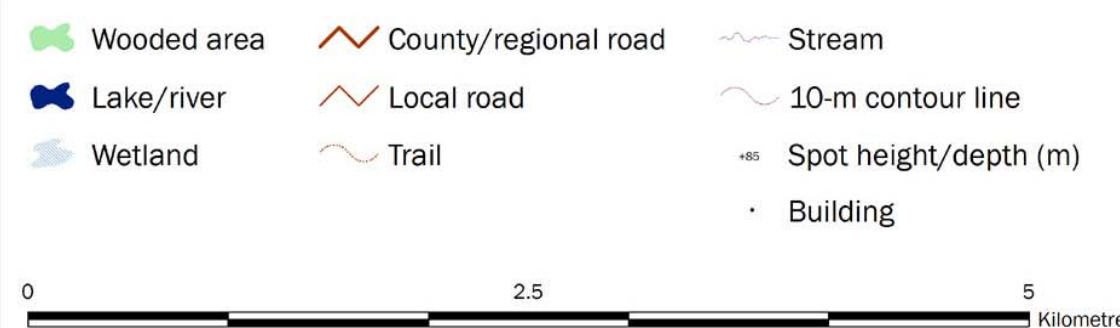 Wooded area
Lake/river
Wetland
County/regional road
Local road
Trail
Stream
10-m contour line
+85 Spot height/depth (m)
Building
0 2.5 5
Kilometre